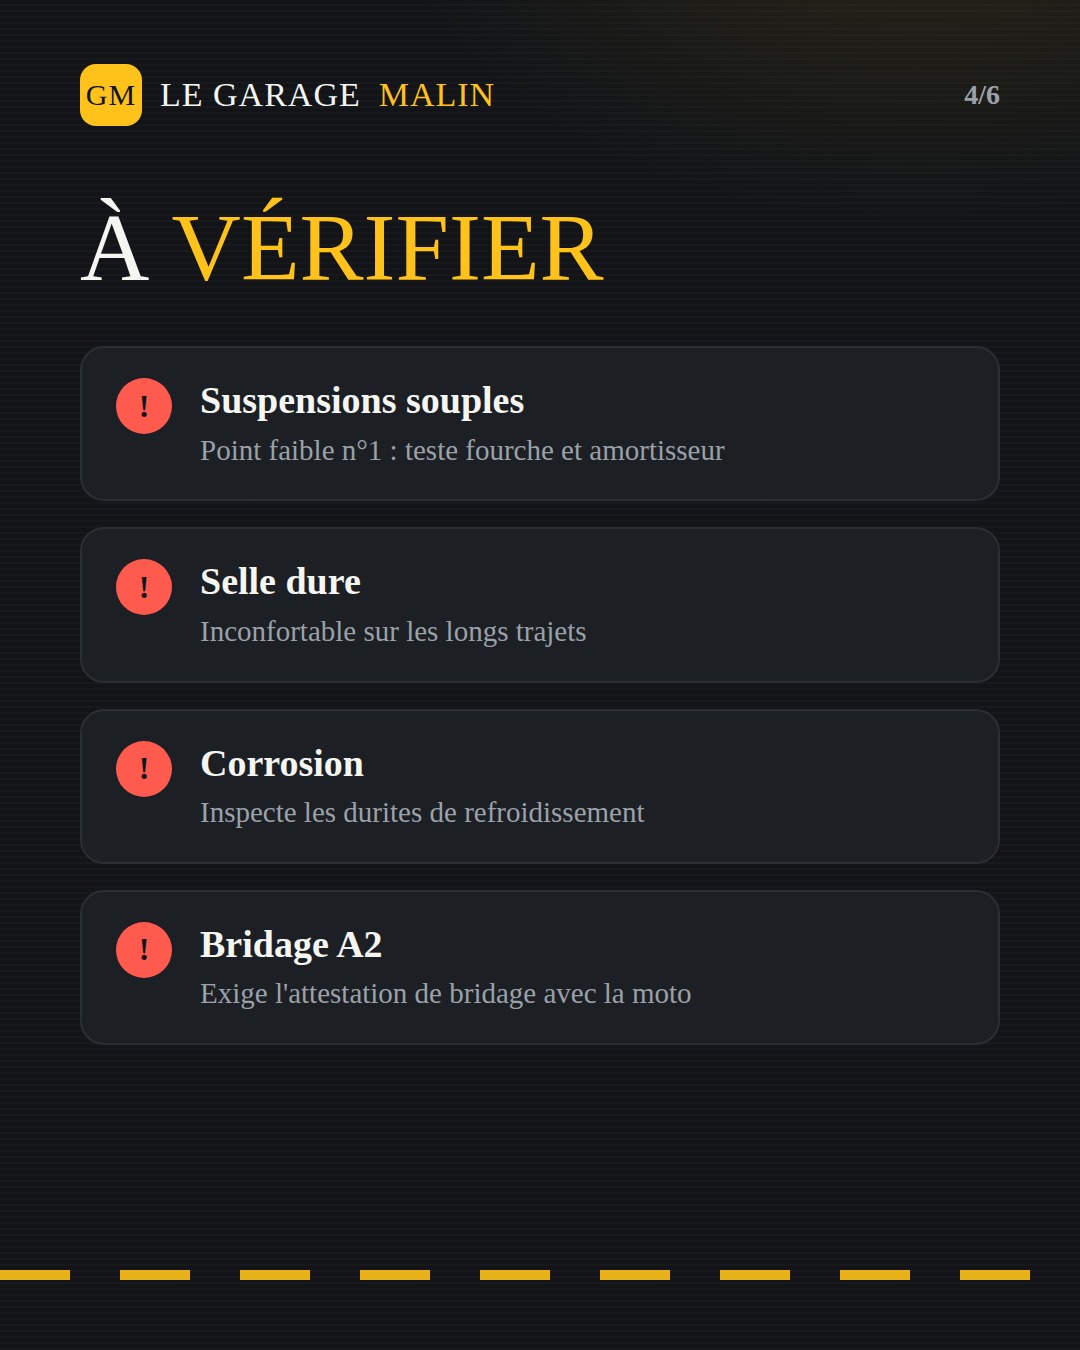 GM LE GARAGE MALIN 4/6
À VÉRIFIER
! Suspensions souples
Point faible n°1 : teste fourche et amortisseur
! Selle dure
Inconfortable sur les longs trajets
! Corrosion
Inspecte les durites de refroidissement
! Bridage A2
Exige l'attestation de bridage avec la moto